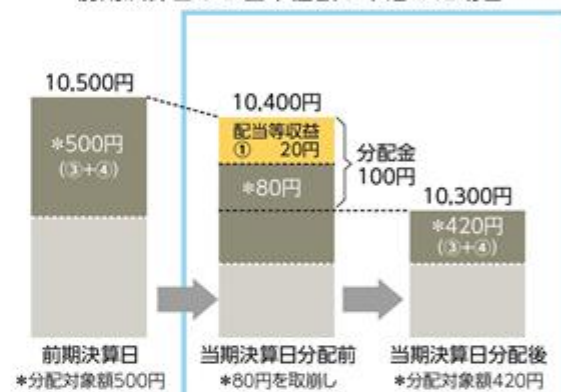 10,500円
*500円
(③+④)
10,400円
配当等収益
① 20円
*80円
分配金
100円
10,300円
*420円
(③+④)
前期決算日
*分配対象額500円
当期決算日分配前
*80円を取崩し
当期決算日分配後
*分配対象額420円